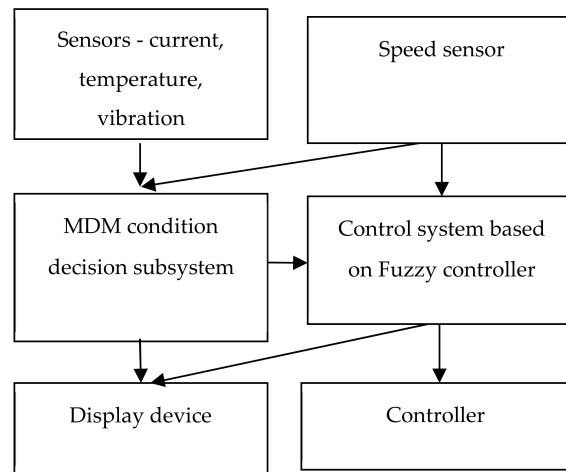 Sensors - current,
temperature,
vibration
Speed sensor
MDM condition
decision subsystem
Control system based
on Fuzzy controller
Display device
Controller